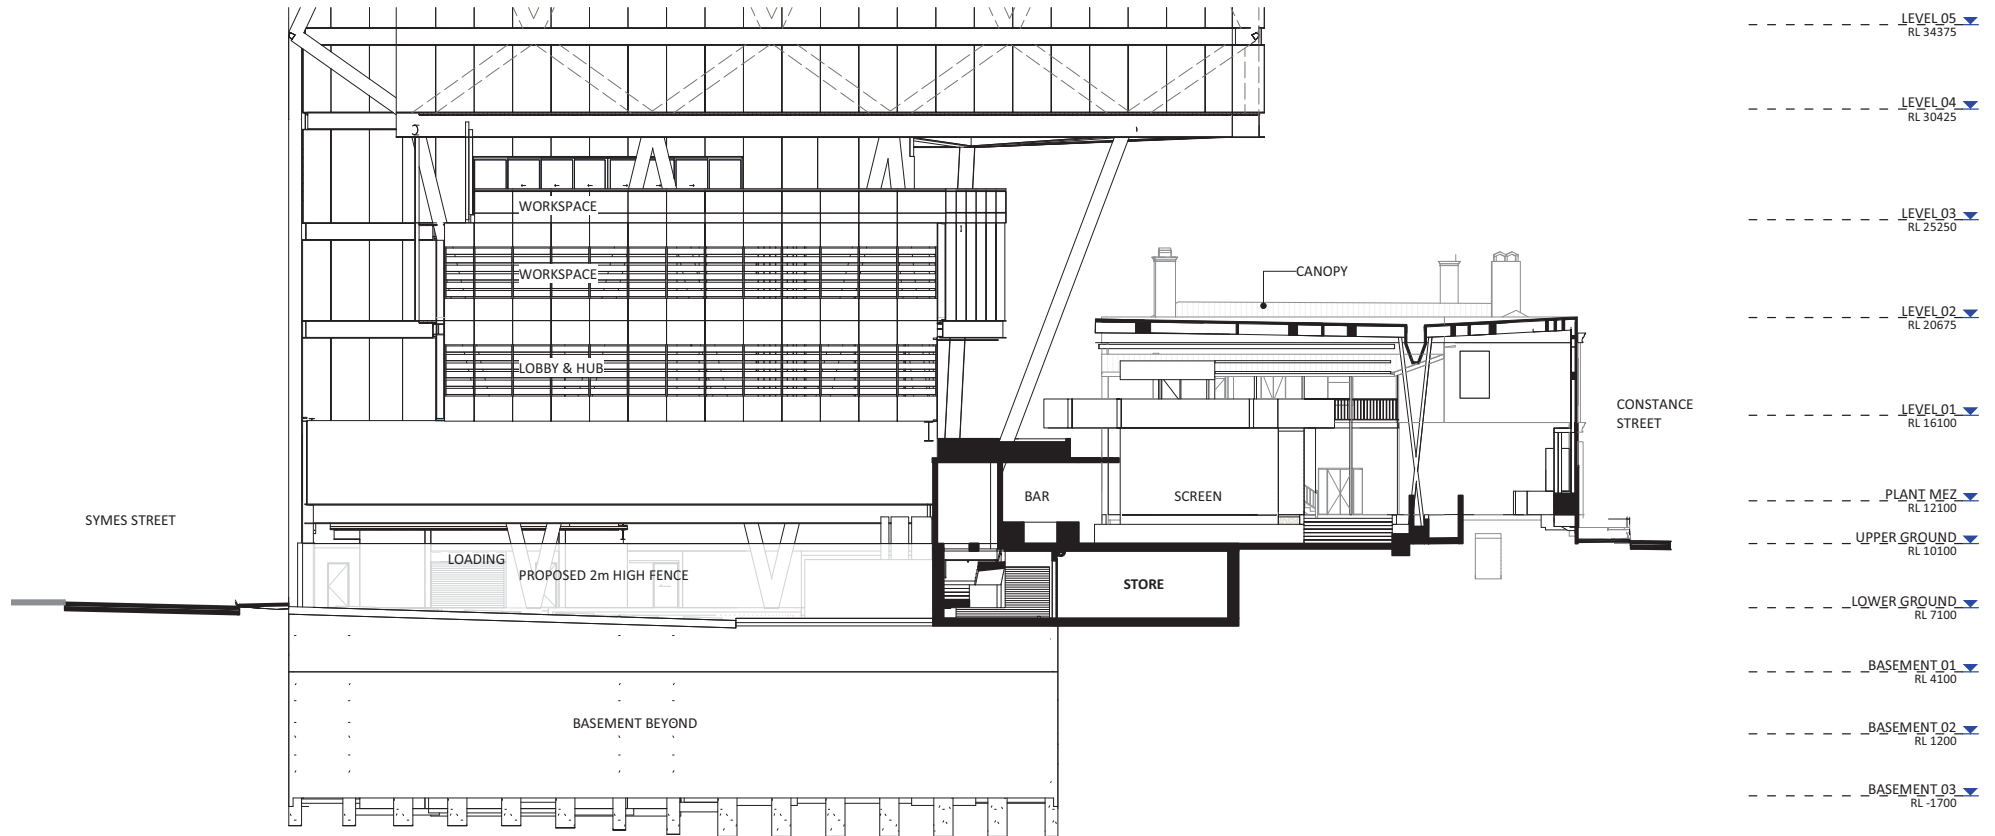 LEVEL 05
RL 34375
LEVEL 04
RL 30425
WORKSPACE
LEVEL 03
RL 25250
WORKSPACE
CANOPY
LEVEL 02
RL 20675
LOBBY & HUB
CONSTANCE
STREET
LEVEL 01
RL 16100
BAR
SCREEN
PLANT MEZ
RL 12100
SYMES STREET
UPPER GROUND
RL 10100
LOADING
PROPOSED 2m HIGH FENCE
STORE
LOWER GROUND
RL 7100
BASEMENT 01
RL 4100
BASEMENT BEYOND
BASEMENT 02
RL 1200
BASEMENT 03
RL -1700